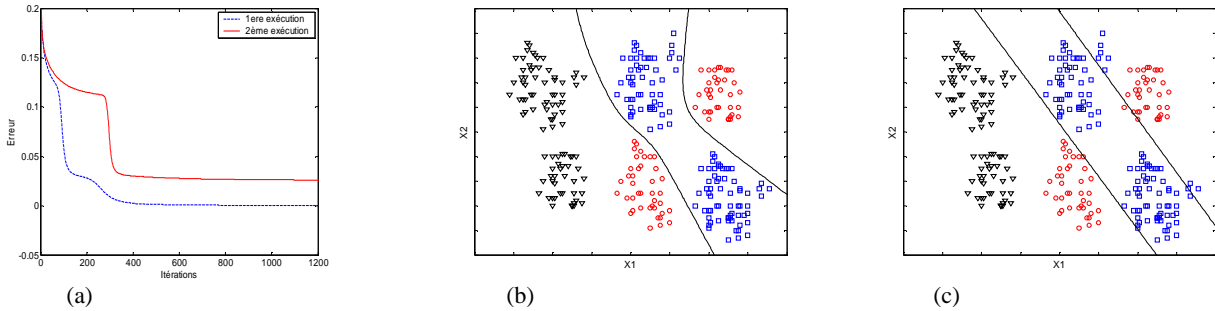 0.2
0.15
0.1
0.05
0
-0.05
Erreur
1ere exécution
2ème exécution
0 200 400 600 800 1000 1200
Itérations
(a)
X2
X1
(b)
X2
X1
(c)